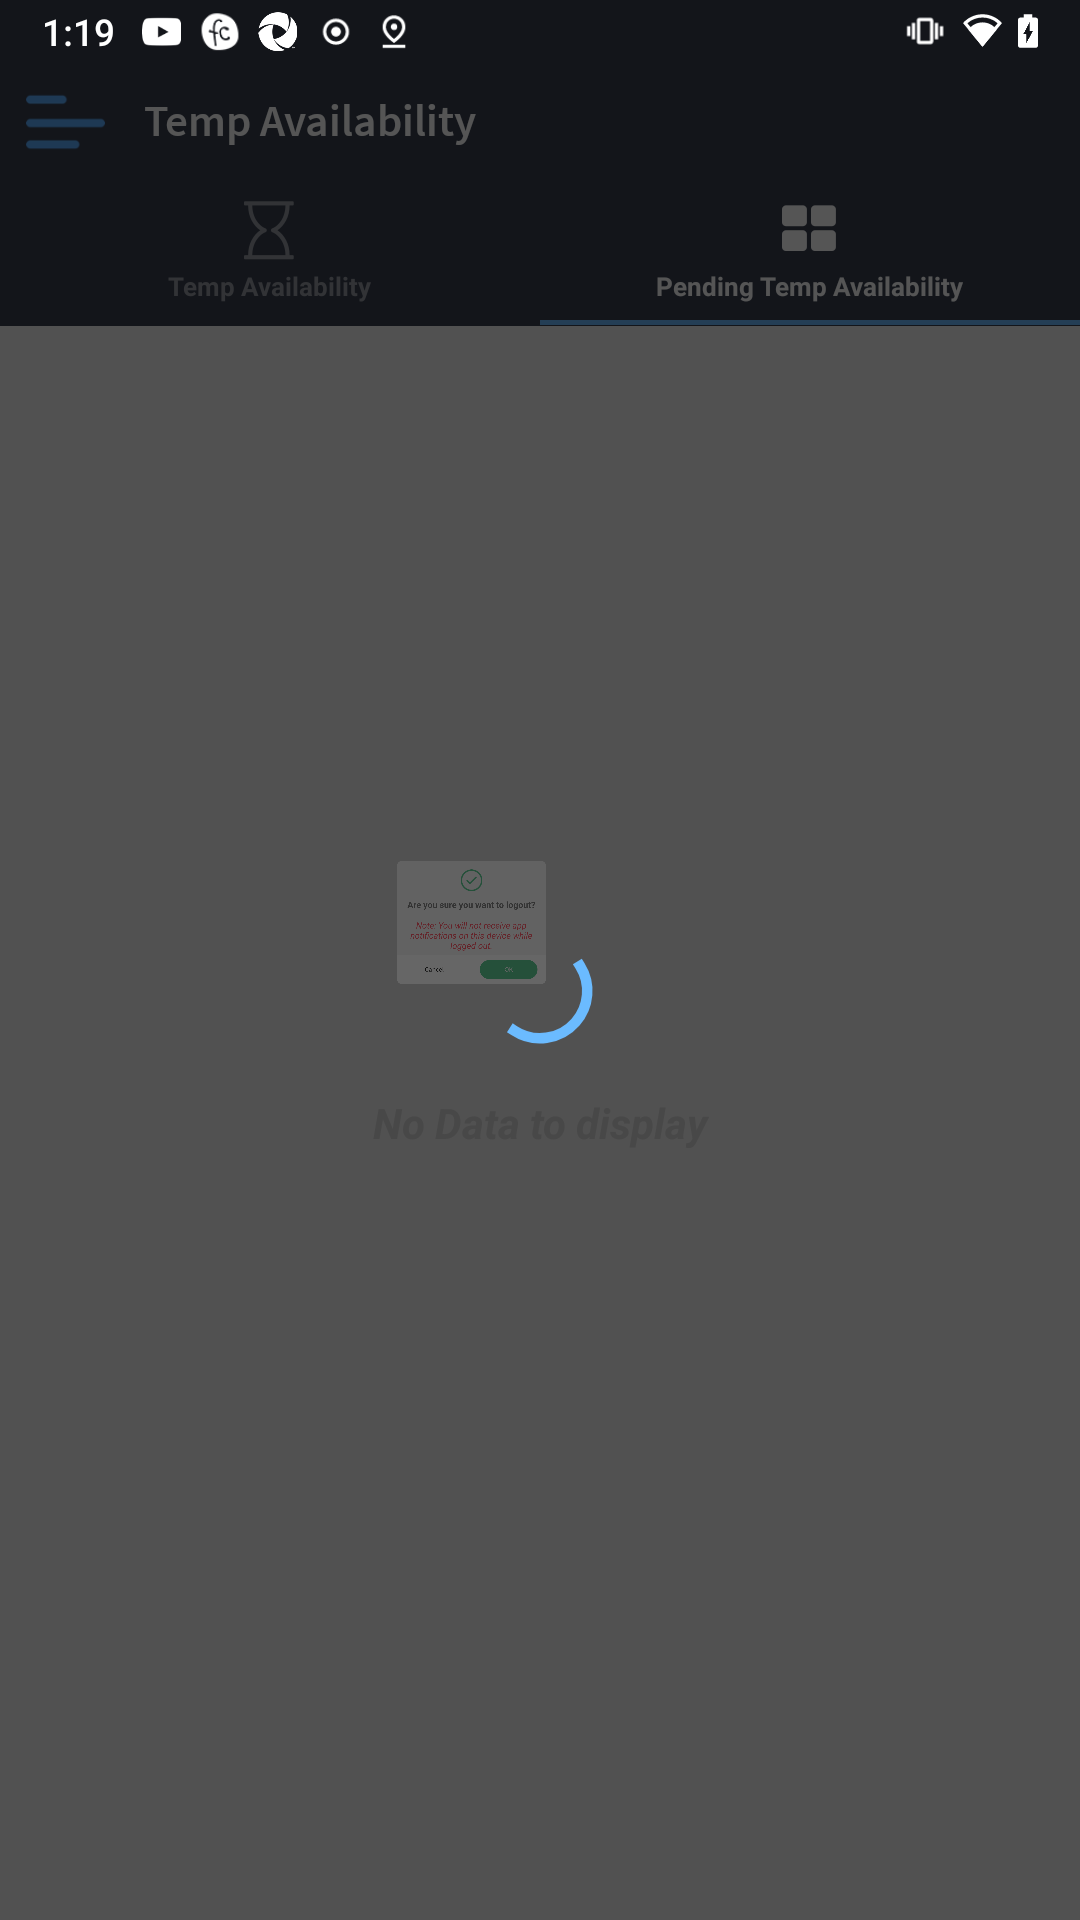 1:19
Temp Availability
Temp Availability
Pending Temp Availability
Are you sure you want to logout?
Note: You will not receive app
notifications on this device while
logged out.
Cancel
OK
No Data to display